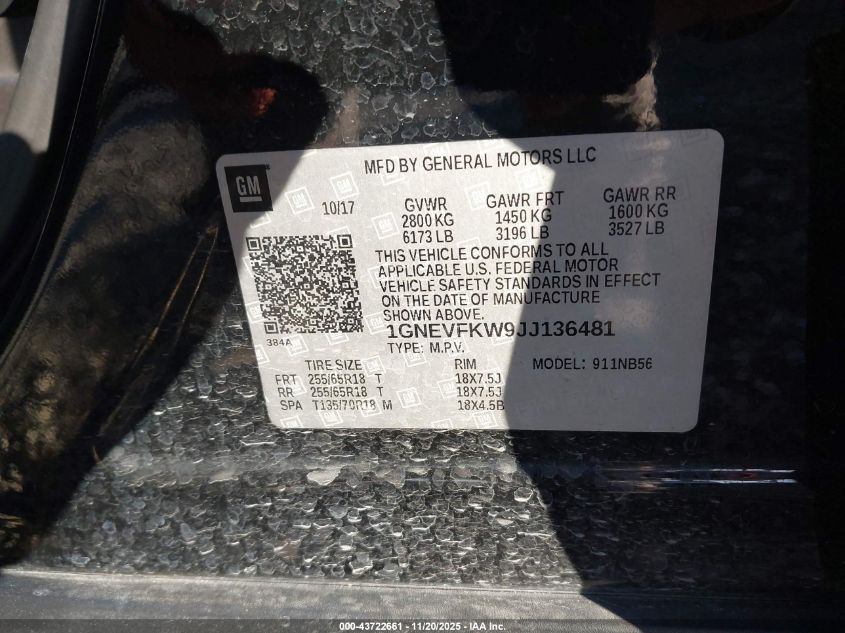 MFD BY GENERAL MOTORS LLC
GM
10/17
GVWR GAWR FRT GAWR RR
2800 KG 1450 KG 1600 KG
6173 LB 3196 LB 3527 LB
THIS VEHICLE CONFORMS TO ALL
APPLICABLE U.S. FEDERAL MOTOR
VEHICLE SAFETY STANDARDS IN EFFECT
ON THE DATE OF MANUFACTURE
SHOWN ABOVE.
1GNEVFKW9JJ136481
384A
TYPE: M.P.V.
TIRE SIZE RIM MODEL: 911NB56
FRT 255/65R18 T 18X7.5J
RR 255/65R18 T 18X7.5J
SPA T135/70R18 M 18X4.5B
000-43722661 - 11/20/2025 - IAA Inc.